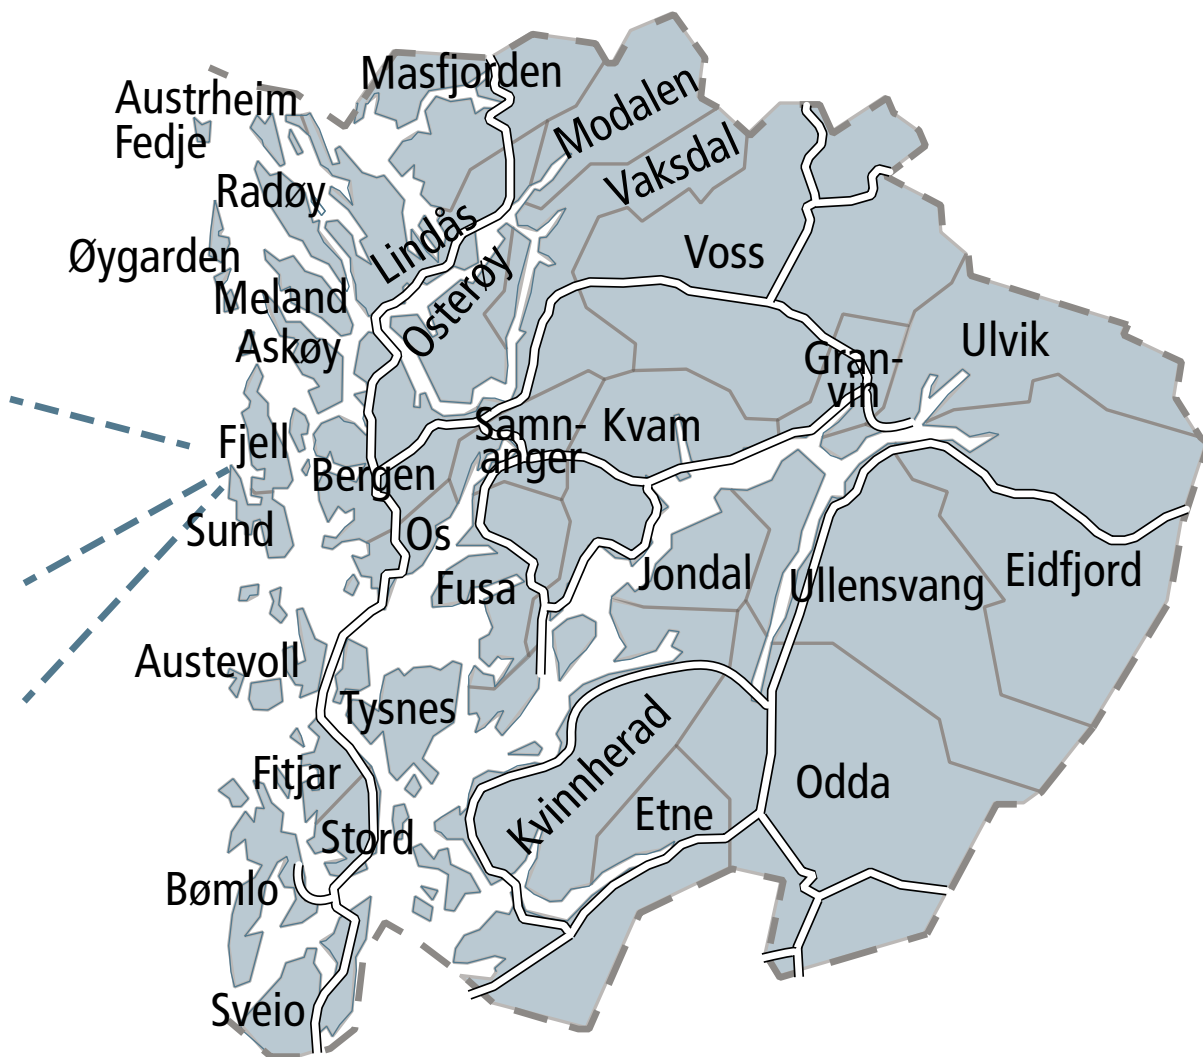 Masfjorden
Austrheim
Fedje
Modalen
Vaksdal
Radøy
Lindås
Øygarden
Voss
Meland
Osterøy
Askøy
Ulvik
Gran-
vin
Fjell
Samn-
anger
Kvam
Bergen
Sund
Os
Jondal
Ullensvang
Eidfjord
Fusa
Austevoll
Tysnes
Fitjar
Kvinnherad
Odda
Etne
Stord
Bømlo
Sveio